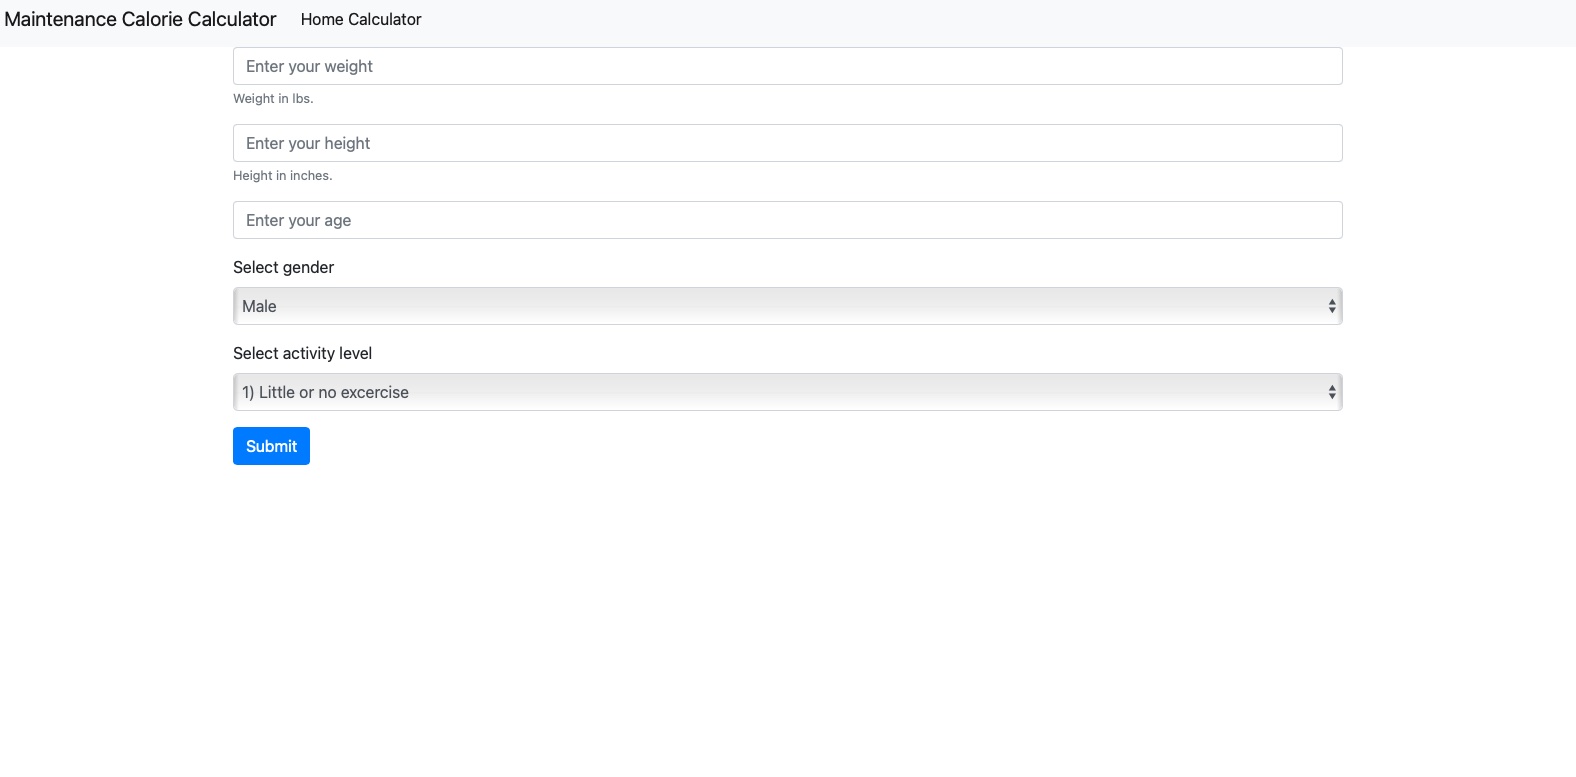 Maintenance Calorie Calculator Home Calculator
Enter your weight
Weight in lbs.
Enter your height
Height in inches.
Enter your age
Select gender
Male
Select activity level
1) Little or no excercise
Submit